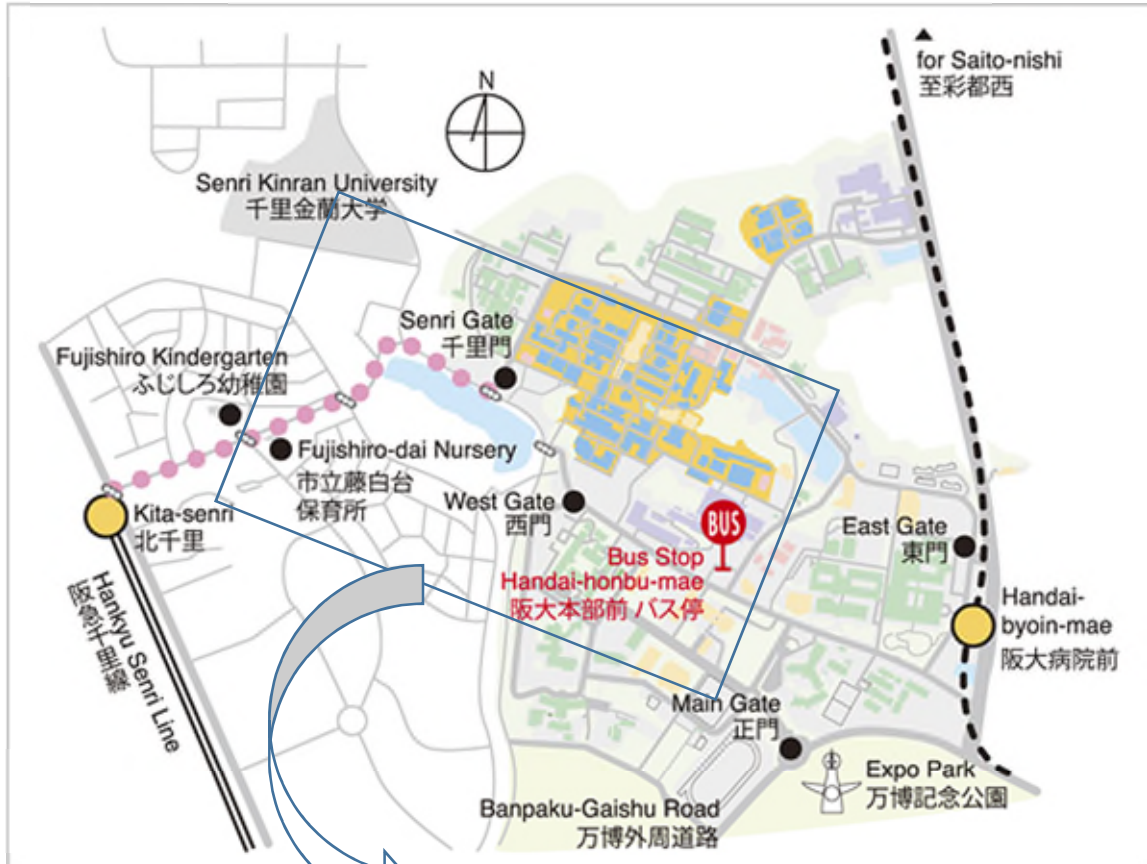 for Saito-nishi
至彩都西
N
Senri Kinran University
千里金蘭大学
Senri Gate
千里門
Fujishiro Kindergarten
ふじしろ幼稚園
Fujishiro-dai Nursery
市立藤白台
保育所
Kita-senri
北千里
West Gate
西門
BUS
Bus Stop
Handai-honbu-mae
阪大本部前 バス停
East Gate
東門
Handai-
byoin-mae
阪大病院前
Hankyu Senri Line
阪急千里線
Main Gate
正門
Expo Park
万博記念公園
Banpaku-Gaishu Road
万博外周道路